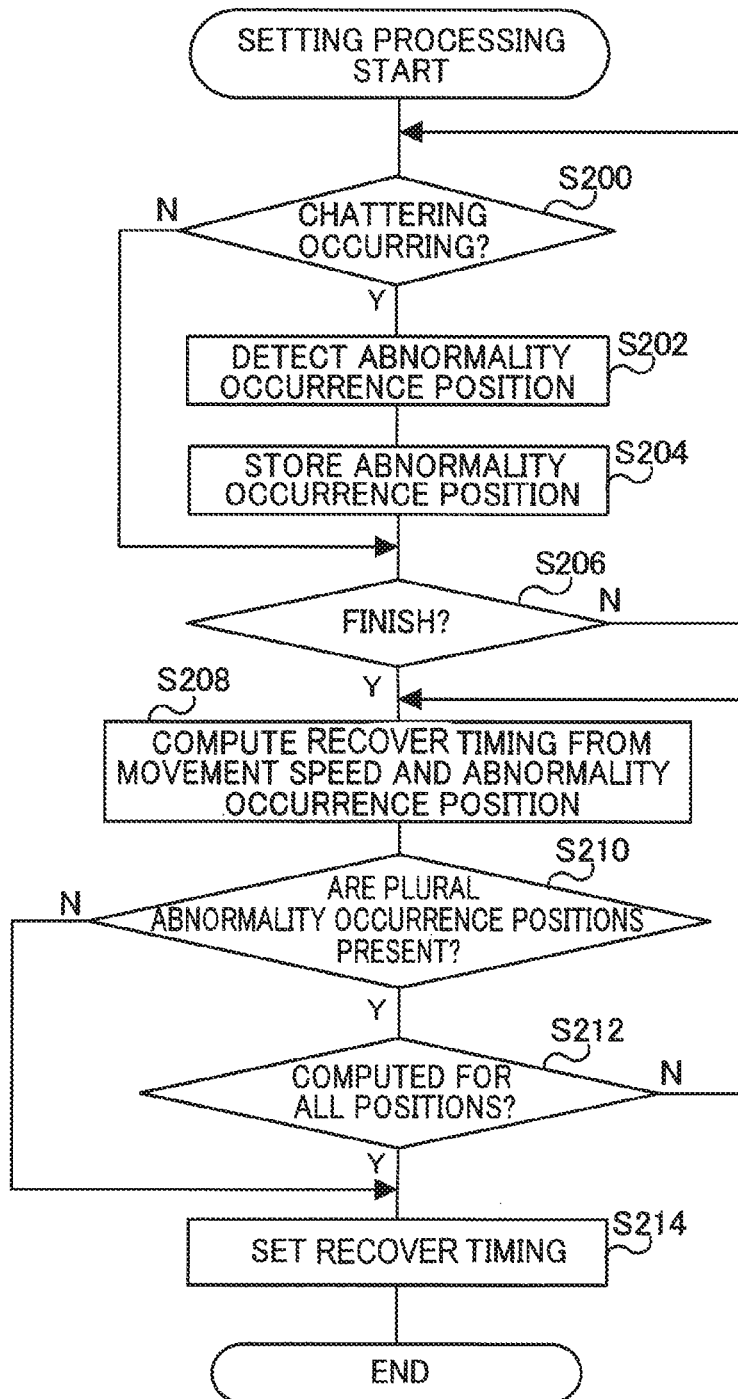 SETTING PROCESSING
START
S200
N
CHATTERING
OCCURRING?
Y
S202
DETECT ABNORMALITY
OCCURRENCE POSITION
S204
STORE ABNORMALITY
OCCURRENCE POSITION
S206
N
FINISH?
Y
S208
COMPUTE RECOVER TIMING FROM
MOVEMENT SPEED AND ABNORMALITY
OCCURRENCE POSITION
S210
N
ARE PLURAL
ABNORMALITY OCCURRENCE POSITIONS
PRESENT?
Y
S212
N
COMPUTED FOR
ALL POSITIONS?
Y
S214
SET RECOVER TIMING
END